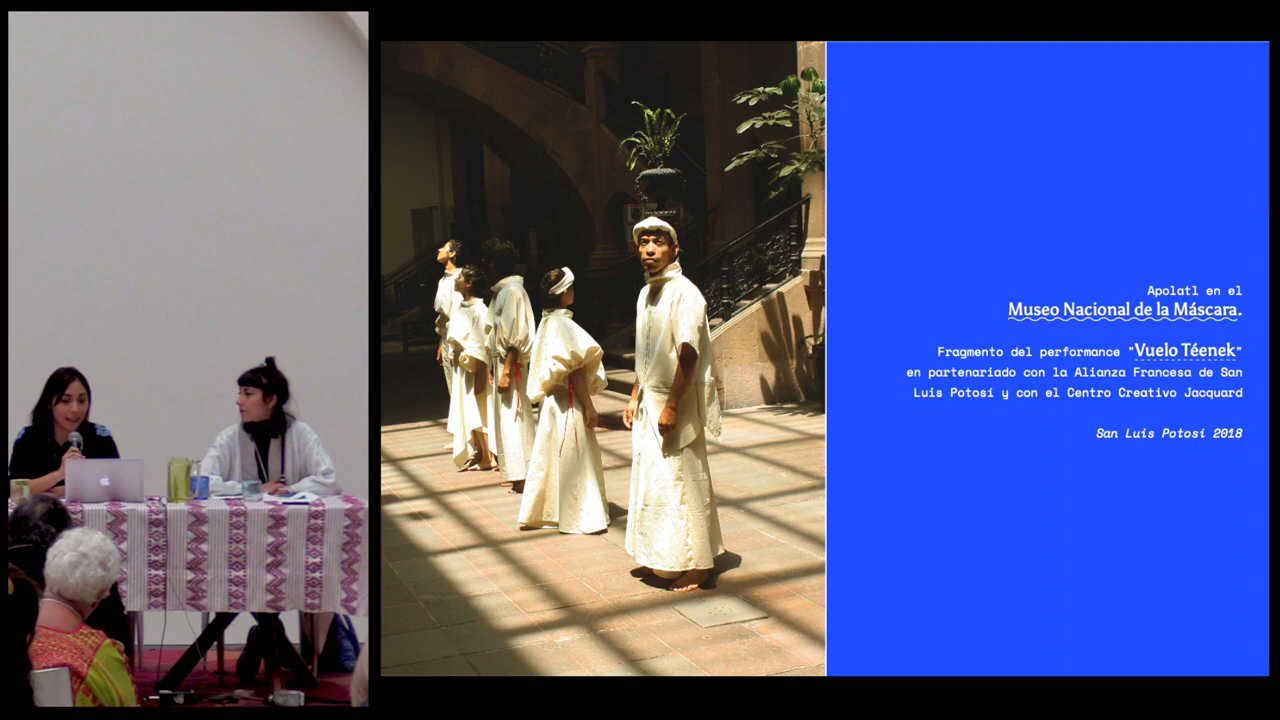 Apolatl en el
Museo Nacional de la Máscara.
Fragmento del performance "Vuelo Téenek"
en partenariado con la Alianza Francesa de San
Luis Potosí y con el Centro Creativo Jacquard
San Luis Potosí 2018